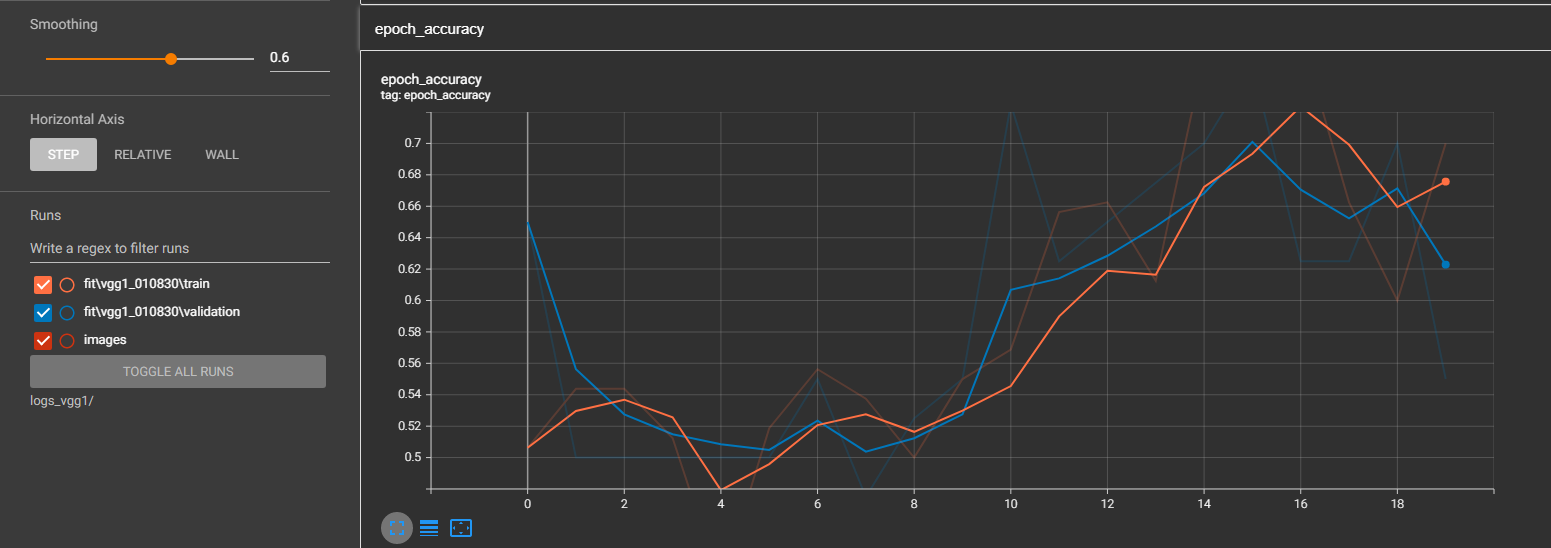 Smoothing
0.6
Horizontal Axis
STEP RELATIVE WALL
Runs
Write a regex to filter runs
fit\vgg1_010830\train
fit\vgg1_010830\validation
images
TOGGLE ALL RUNS
logs_vgg1/
epoch_accuracy
epoch_accuracy
tag: epoch_accuracy
0.7
0.68
0.66
0.64
0.62
0.6
0.58
0.56
0.54
0.52
0.5
0 2 4 6 8 10 12 14 16 18